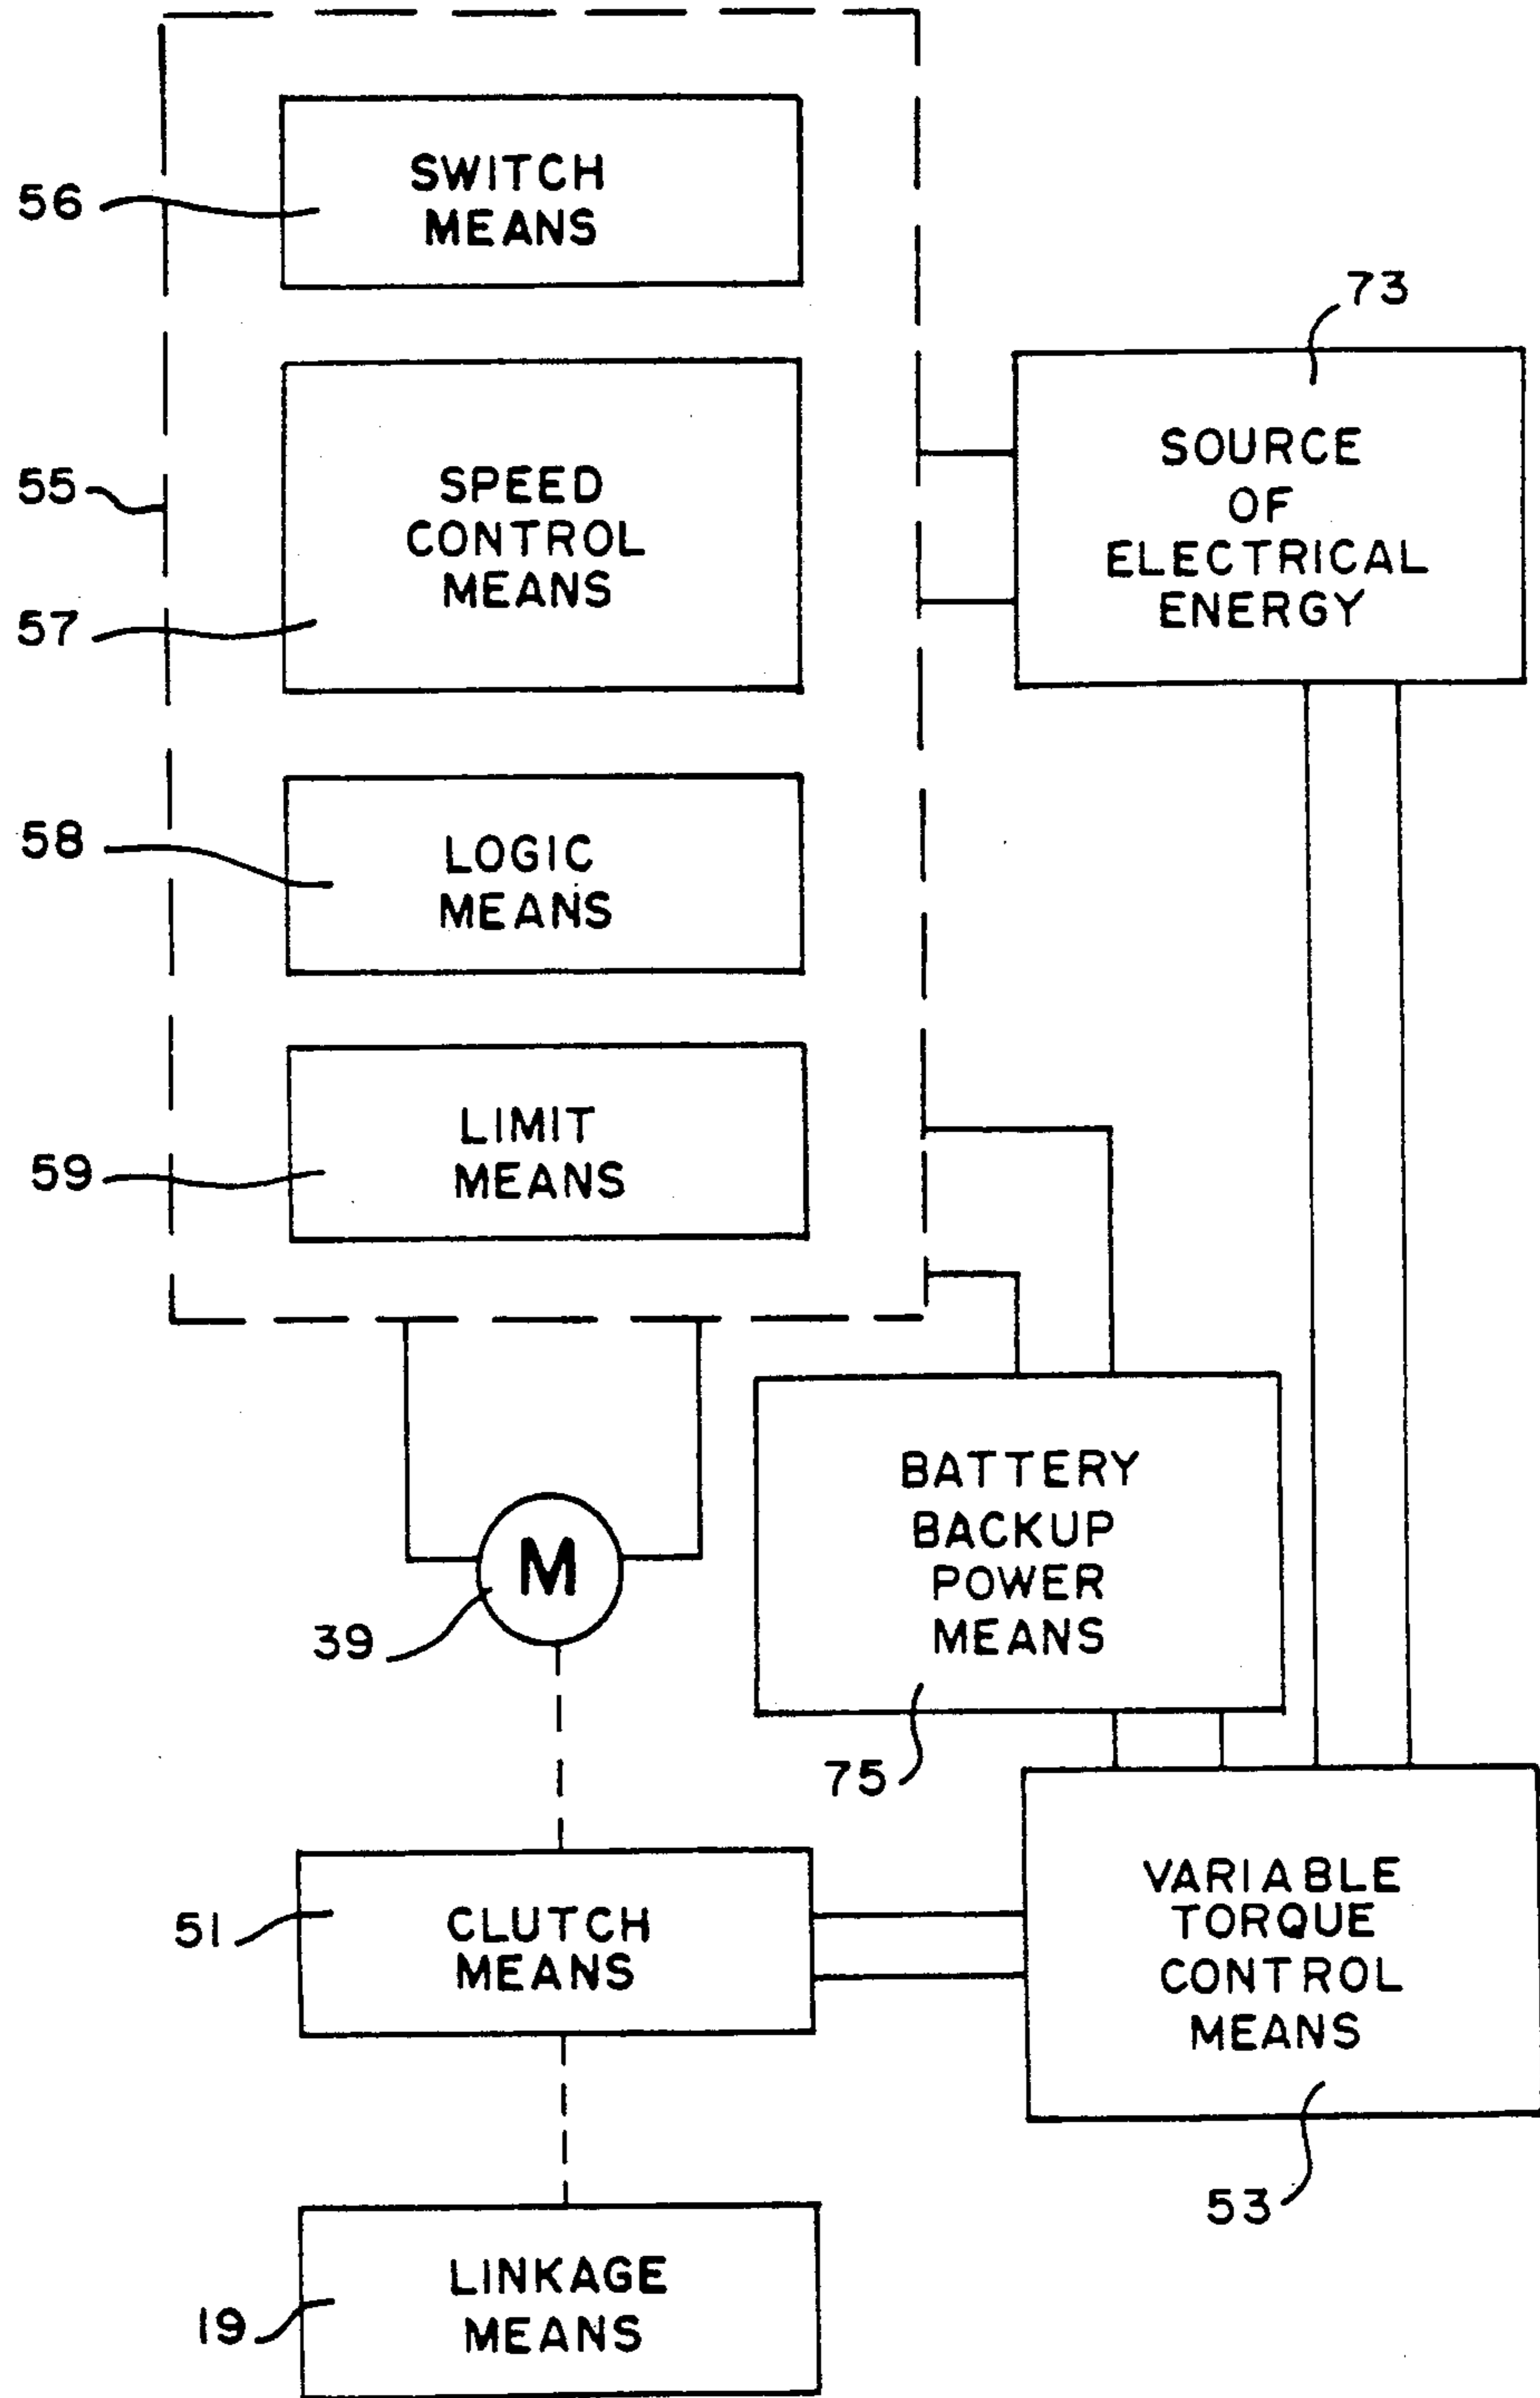 56
SWITCH
MEANS
73
55
SPEED
CONTROL
MEANS
57
SOURCE
OF
ELECTRICAL
ENERGY
58
LOGIC
MEANS
59
LIMIT
MEANS
M
39
BATTERY
BACKUP
POWER
MEANS
75
51
CLUTCH
MEANS
VARIABLE
TORQUE
CONTROL
MEANS
53
19
LINKAGE
MEANS